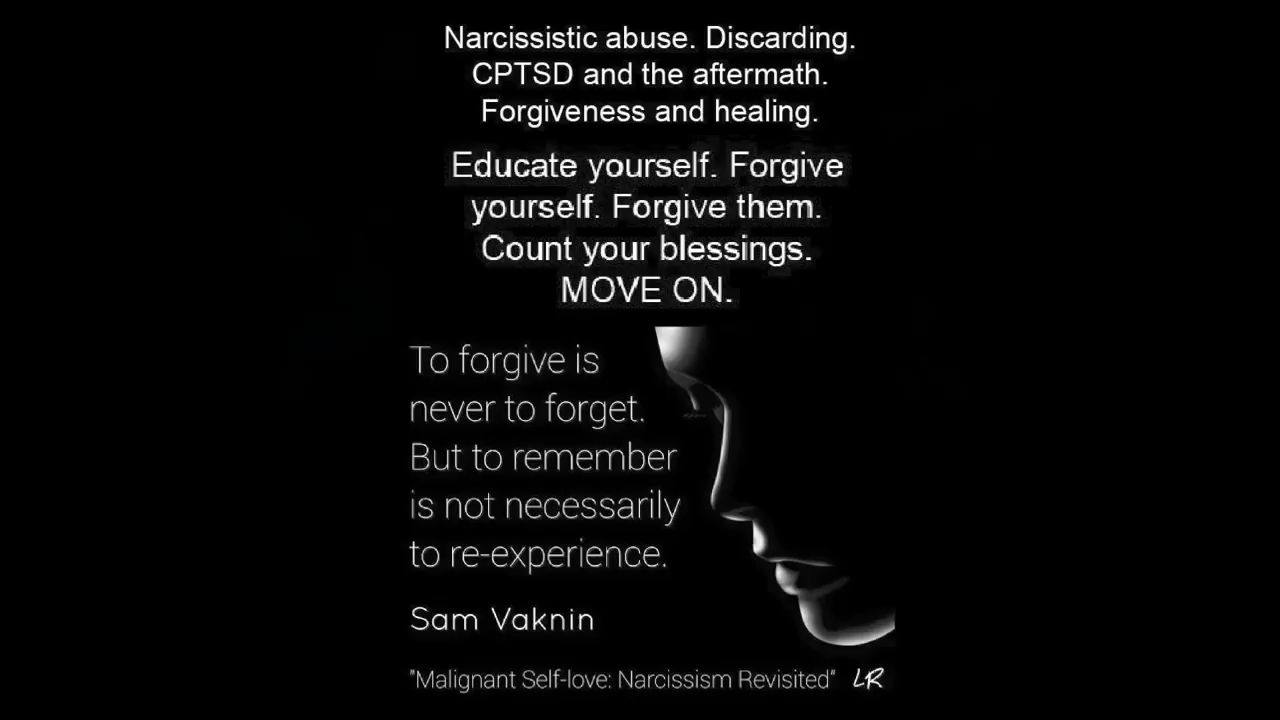 Narcissistic abuse. Discarding.
CPTSD and the aftermath.
Forgiveness and healing.
Educate yourself. Forgive
yourself. Forgive them.
Count your blessings.
MOVE ON.
To forgive is
never to forget.
But to remember
is not necessarily
to re-experience.
Sam Vaknin
"Malignant Self-love: Narcissism Revisited" LR